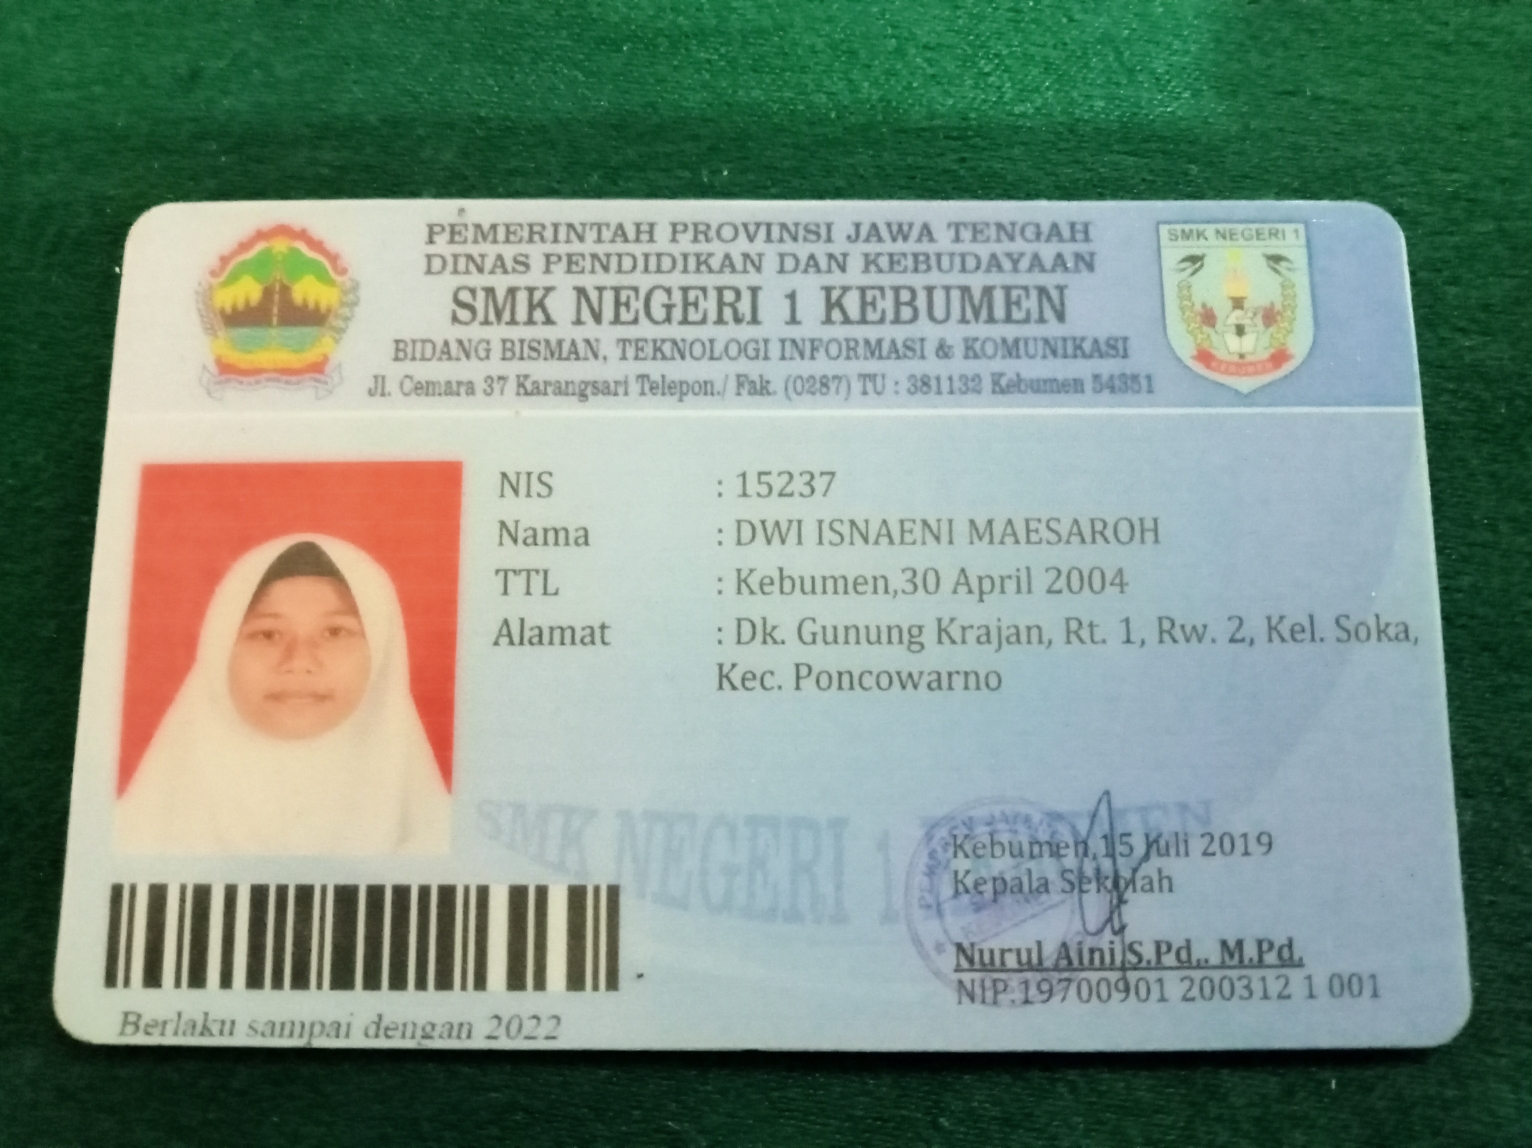 PEMERINTAH PROVINSI JAWA TENGAH
DINAS PENDIDIKAN DAN KEBUDAYAAN
SMK NEGERI 1 KEBUMEN
BIDANG BISMAN, TEKNOLOGI INFORMASI & KOMUNIKASI
Jl. Cemara 37 Karangsari Telepon./ Fak. (0287) TU : 381132 Kebumen 54351
SMK NEGERI 1
KEBUMEN
NIS : 15237
Nama : DWI ISNAENI MAESAROH
TTL : Kebumen,30 April 2004
Alamat : Dk. Gunung Krajan, Rt. 1, Rw. 2, Kel. Soka,
Kec. Poncowarno
SMK NEGERI 1 KEBUMEN
Kebumen,15 Juli 2019
Kepala Sekolah
Nurul Aini,S.Pd,. M.Pd.
NIP.19700901 200312 1 001
Berlaku sampai dengan 2022